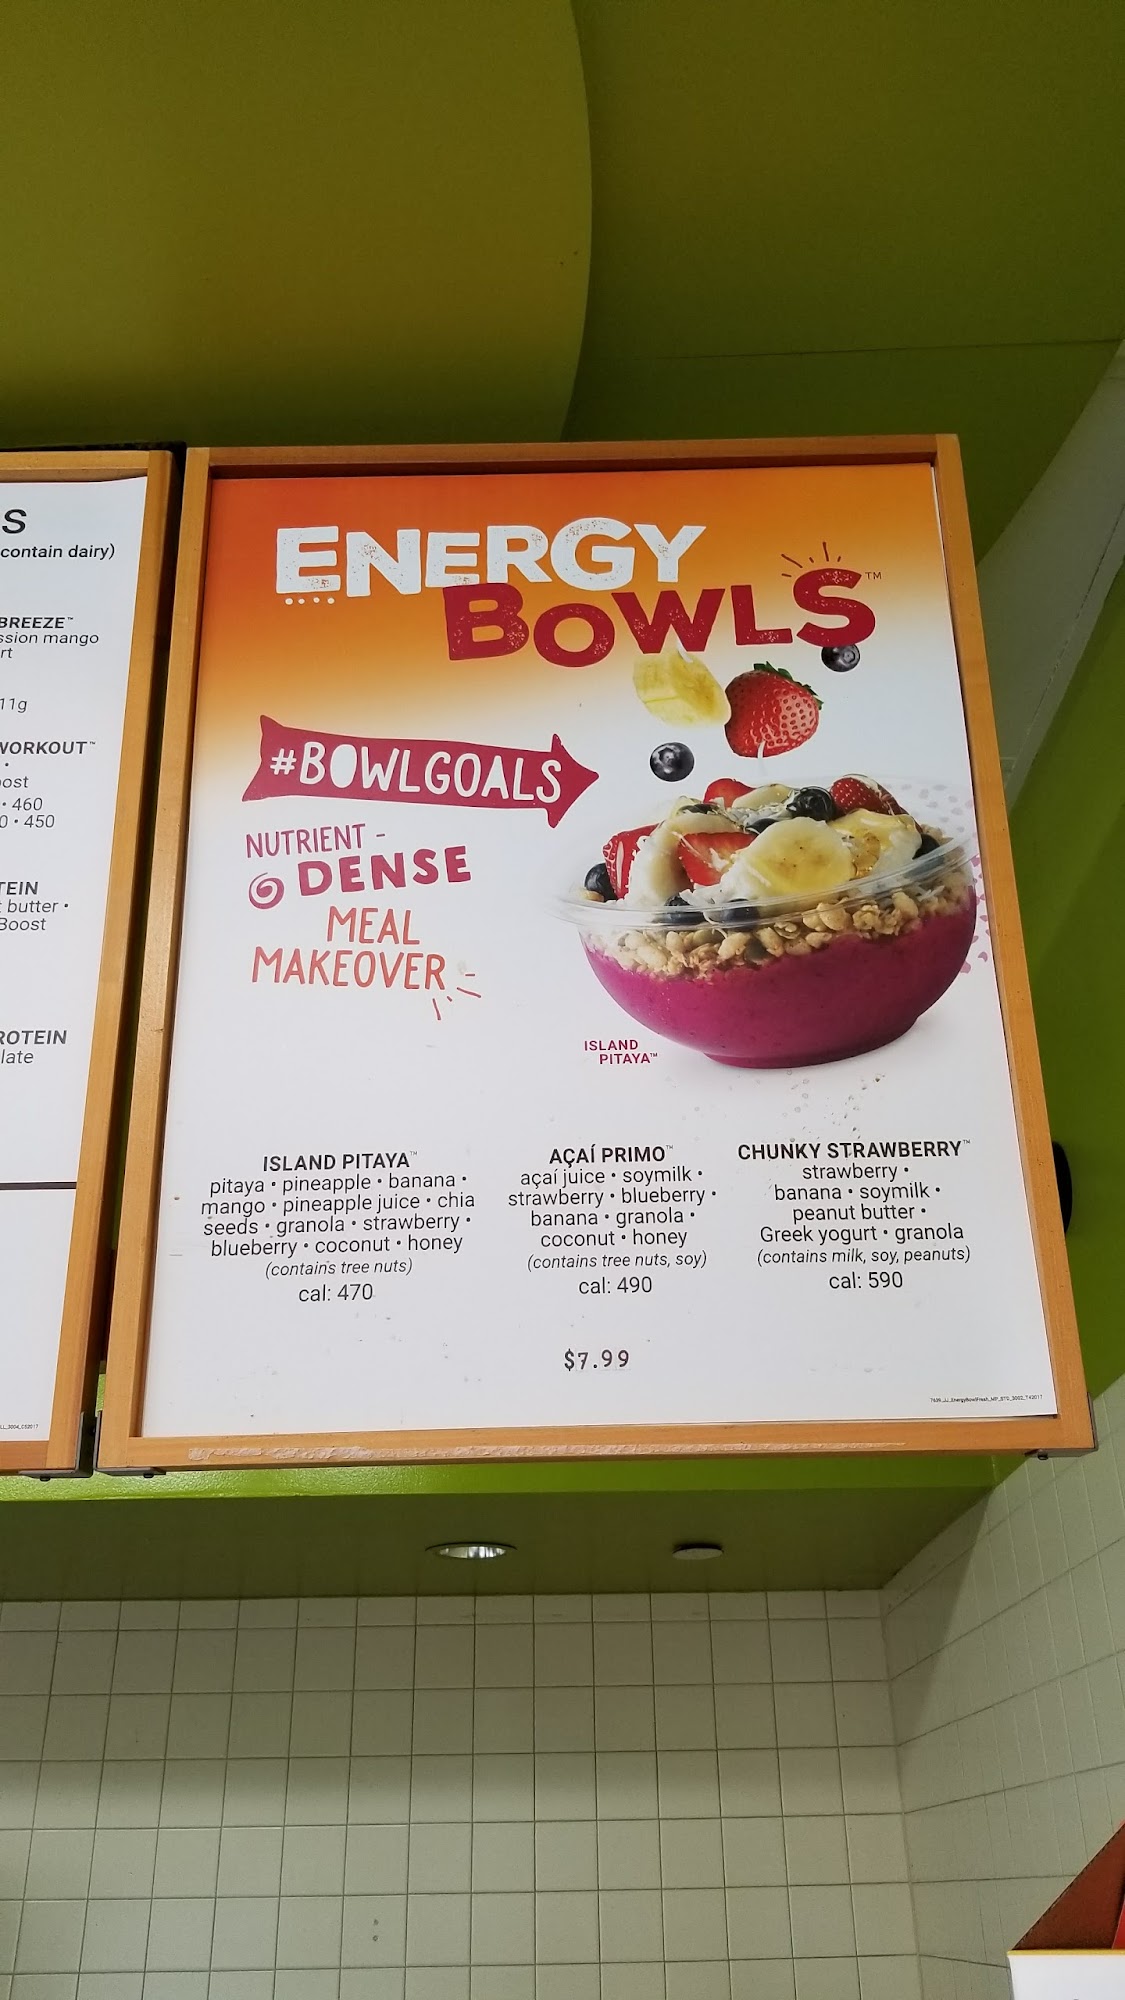 S
contain dairy)
BREEZE™
ssion mango
rt
11g
WORKOUT™
•
ost
• 460
0 • 450
TEIN
t butter •
Boost
ROTEIN
late
ENERGY
BOWLS™
#BOWLGOALS
NUTRIENT -
DENSE
MEAL
MAKEOVER
ISLAND
PITAYA™
ISLAND PITAYA™
pitaya • pineapple • banana •
mango • pineapple juice • chia
seeds • granola • strawberry •
blueberry • coconut • honey
(contains tree nuts)
cal: 470
AÇAÍ PRIMO™
açaí juice • soymilk •
strawberry • blueberry •
banana • granola •
coconut • honey
(contains tree nuts, soy)
cal: 490
CHUNKY STRAWBERRY™
strawberry •
banana • soymilk •
peanut butter •
Greek yogurt • granola
(contains milk, soy, peanuts)
cal: 590
$7.99